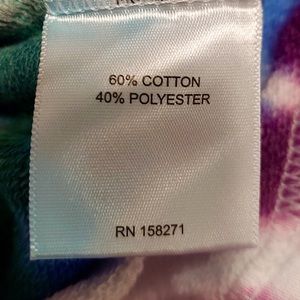 60% COTTON
40% POLYESTER
RN 158271